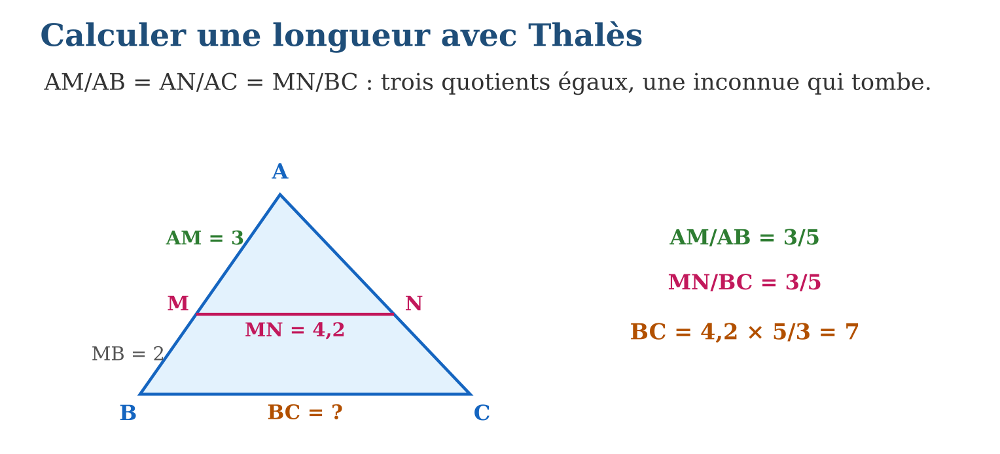 Calculer une longueur avec Thalès
AM/AB = AN/AC = MN/BC : trois quotients égaux, une inconnue qui tombe.
A
AM = 3
M
N
MN = 4,2
MB = 2
B
BC = ?
C
AM/AB = 3/5
MN/BC = 3/5
BC = 4,2 × 5/3 = 7